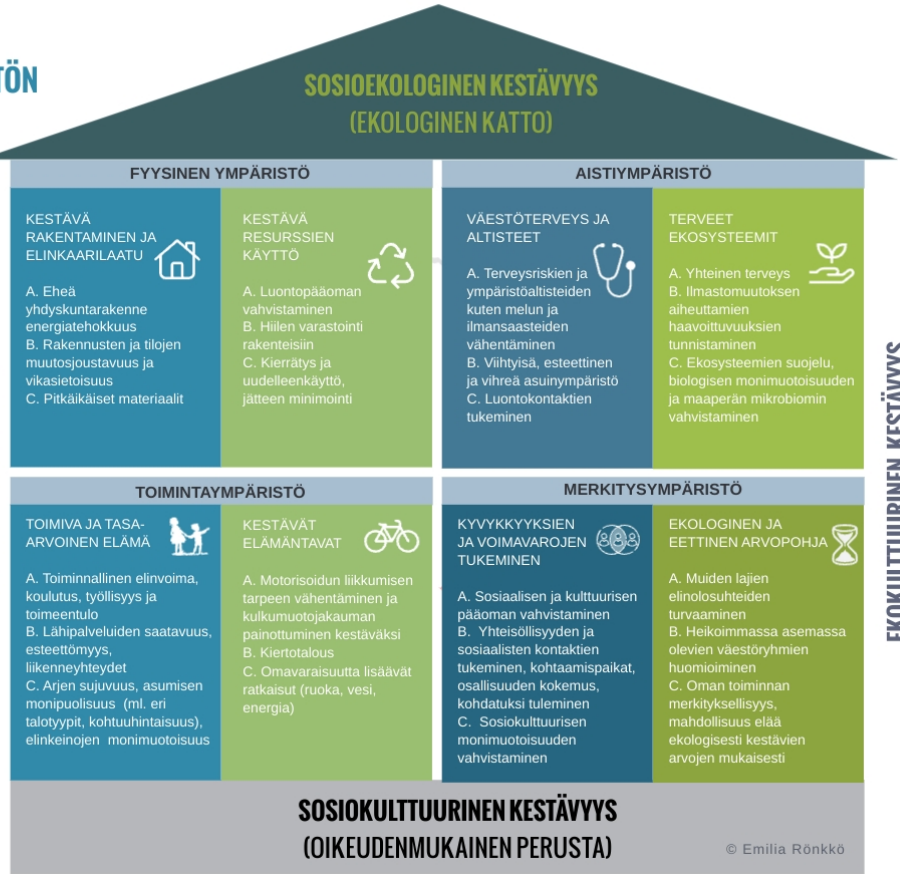 TÖN
SOSIOEKOLOGINEN KESTÄVYYS
(EKOLOGINEN KATTO)
FYYSINEN YMPÄRISTÖ
KESTÄVÄ
RAKENTAMINEN JA
ELINKAARILAATU
A. Eheä
yhdyskuntarakenne
energiatehokkuus
B. Rakennusten ja tilojen
muutosjoustavuus ja
vikasietoisuus
C. Pitkäikäiset materiaalit
KESTÄVÄ
RESURSSIEN
KÄYTTÖ
A. Luontopääoman
vahvistaminen
B. Hiilen varastointi
rakenteisiin
C. Kierrätys ja
uudelleenkäyttö,
jätteen minimointi
AISTIYMPÄRISTÖ
VÄESTÖTERVEYS JA
ALTISTEET
A. Terveysriskien ja
ympäristöaltisteiden
kuten melun ja
ilmansaasteiden
vähentäminen
B. Viihtyisä, esteettinen
ja vihreä asuinympäristö
C. Luontokontaktien
tukeminen
TERVEET
EKOSYSTEEMIT
A. Yhteinen terveys
B. Ilmastomuutoksen
aiheuttamien
haavoittuvuuksien
tunnistaminen
C. Ekosysteemien suojelu,
biologisen monimuotoisuuden
ja maaperän mikrobiomin
vahvistaminen
TOIMINTAYMPÄRISTÖ
TOIMIVA JA TASA-
ARVOINEN ELÄMÄ
A. Toiminnallinen elinvoima,
koulutus, työllisyys ja
toimeentulo
B. Lähipalveluiden saatavuus,
esteettömyys,
liikenneyhteydet
C. Arjen sujuvuus, asumisen
monipuolisuus (ml. eri
talotyypit, kohtuuhintaisuus),
elinkeinojen monimuotoisuus
KESTÄVÄT
ELÄMÄNTAVAT
A. Motorisoidun liikkumisen
tarpeen vähentäminen ja
kulkumuotojakauman
painottuminen kestäväksi
B. Kiertotalous
C. Omavaraisuutta lisäävät
ratkaisut (ruoka, vesi,
energia)
MERKITYSYMPÄRISTÖ
KYVYKKYYKSIEN
JA VOIMAVAROJEN
TUKEMINEN
A. Sosiaalisen ja kulttuurisen
pääoman vahvistaminen
B. Yhteisöllisyyden ja
sosiaalisten kontaktien
tukeminen, kohtaamispaikat,
osallisuuden kokemus,
kohdatuksi tuleminen
C. Sosiokulttuurisen
monimuotoisuuden
vahvistaminen
EKOLOGINEN JA
EETTINEN ARVOPOHJA
A. Muiden lajien
elinolosuhteiden
turvaaminen
B. Heikoimmassa asemassa
olevien väestöryhmien
huomioiminen
C. Oman toiminnan
merkityksellisyys,
mahdollisuus elää
ekologisesti kestävien
arvojen mukaisesti
EKOKULTTUURINEN KESTÄVYYS
SOSIOKULTTUURINEN KESTÄVYYS
(OIKEUDENMUKAINEN PERUSTA)
© Emilia Rönkkö